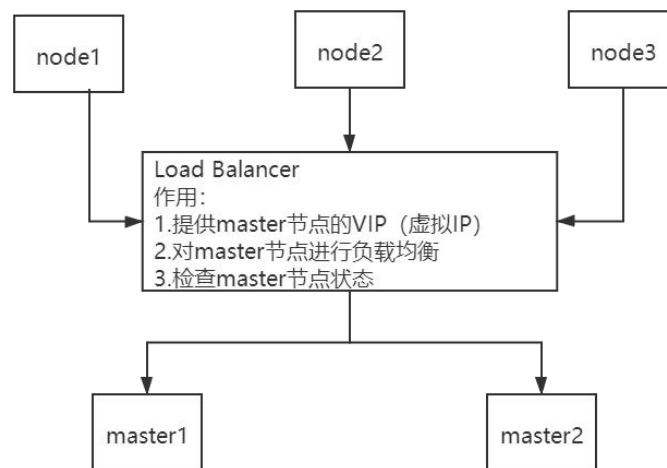 node1
node2
node3
Load Balancer
作用：
1.提供master节点的VIP（虚拟IP）
2.对master节点进行负载均衡
3.检查master节点状态
master1
master2